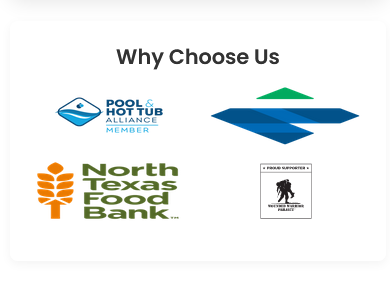 Why Choose Us
POOL &
HOT TUB
ALLIANCE
MEMBER
North
Texas
Food
Bank
PROUD SUPPORTER
WOUNDED WARRIOR
PROJECT